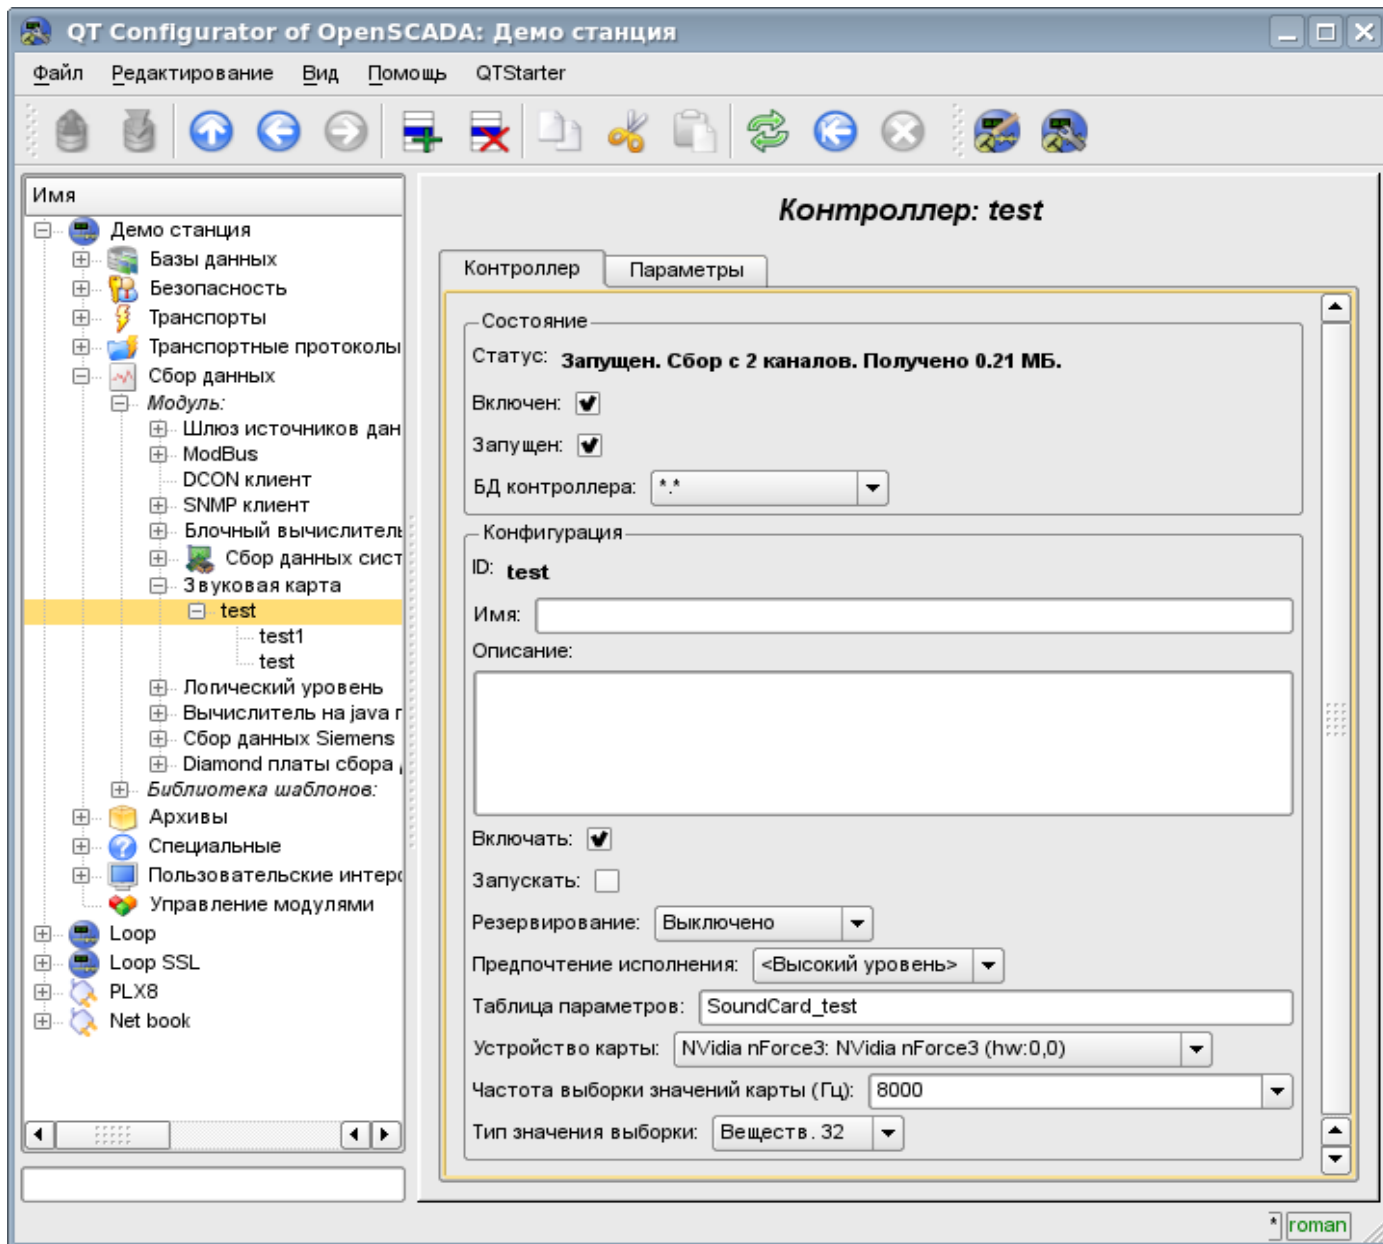 QT Configurator of OpenSCADA: Демо станция
Файл Редактирование Вид Помощь QTStarter
Имя
Демо станция
Базы данных
Безопасность
Транспорты
Транспортные протоколы
Сбор данных
Модуль:
Шлюз источников дан
ModBus
DCON клиент
SNMP клиент
Блочный вычислитель
Сбор данных сист
Звуковая карта
test
test1
test
Логический уровень
Вычислитель на java п
Сбор данных Siemens
Diamond платы сбора д
Библиотека шаблонов:
Архивы
Специальные
Пользовательские интерф
Управление модулями
Loop
Loop SSL
PLX8
Net book
Контроллер: test
Контроллер Параметры
Состояние
Статус: Запущен. Сбор с 2 каналов. Получено 0.21 МБ.
Включен:
Запущен:
БД контроллера: *.*
Конфигурация
ID: test
Имя:
Описание:
Включать:
Запускать:
Резервирование: Выключено
Предпочтение исполнения: <Высокий уровень>
Таблица параметров: SoundCard_test
Устройство карты: NVidia nForce3: NVidia nForce3 (hw:0,0)
Частота выборки значений карты (Гц): 8000
Тип значения выборки: Веществ. 32
* roman